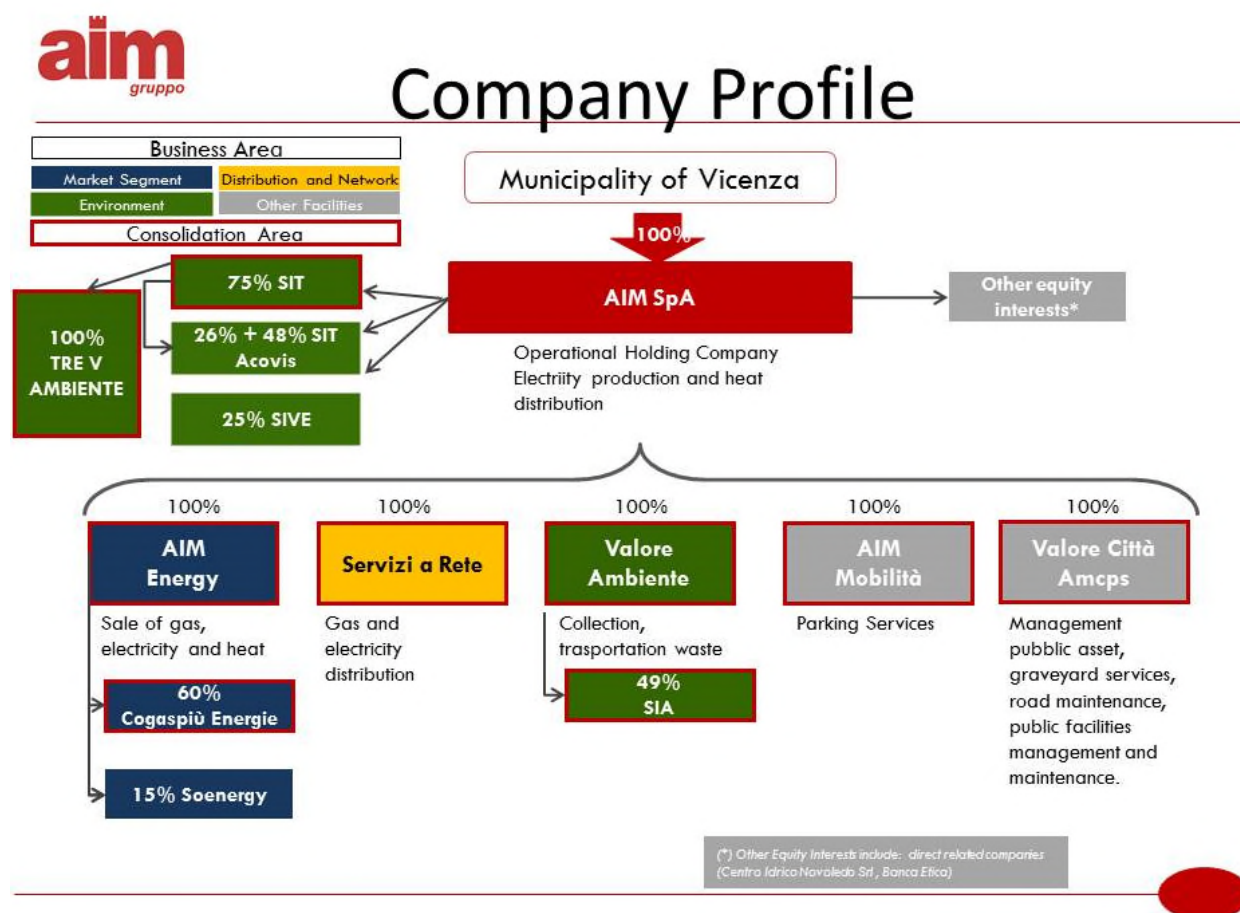 aim
gruppo
Company Profile
Business Area
Market Segment
Distribution and Network
Environment
Other Facilities
Consolidation Area
Municipality of Vicenza
100%
AIM SpA
Operational Holding Company
Electriity production and heat
distribution
Other equity
interests*
75% SIT
26% + 48% SIT
Acovis
25% SIVE
100%
TRE V
AMBIENTE
100%
AIM
Energy
Sale of gas,
electricity and heat
60%
Cogaspiù Energie
15% Soenergy
100%
Servizi a Rete
Gas and
electricity
distribution
100%
Valore
Ambiente
Collection,
trasportation waste
49%
SIA
100%
AIM
Mobilità
Parking Services
100%
Valore Città
Amcps
Management
pubblic asset,
graveyard services,
road maintenance,
public facilities
management and
maintenance.
(*) Other Equity Interests include: direct related companies
(Centro Idrico Novoledo Srl , Banca Etica)